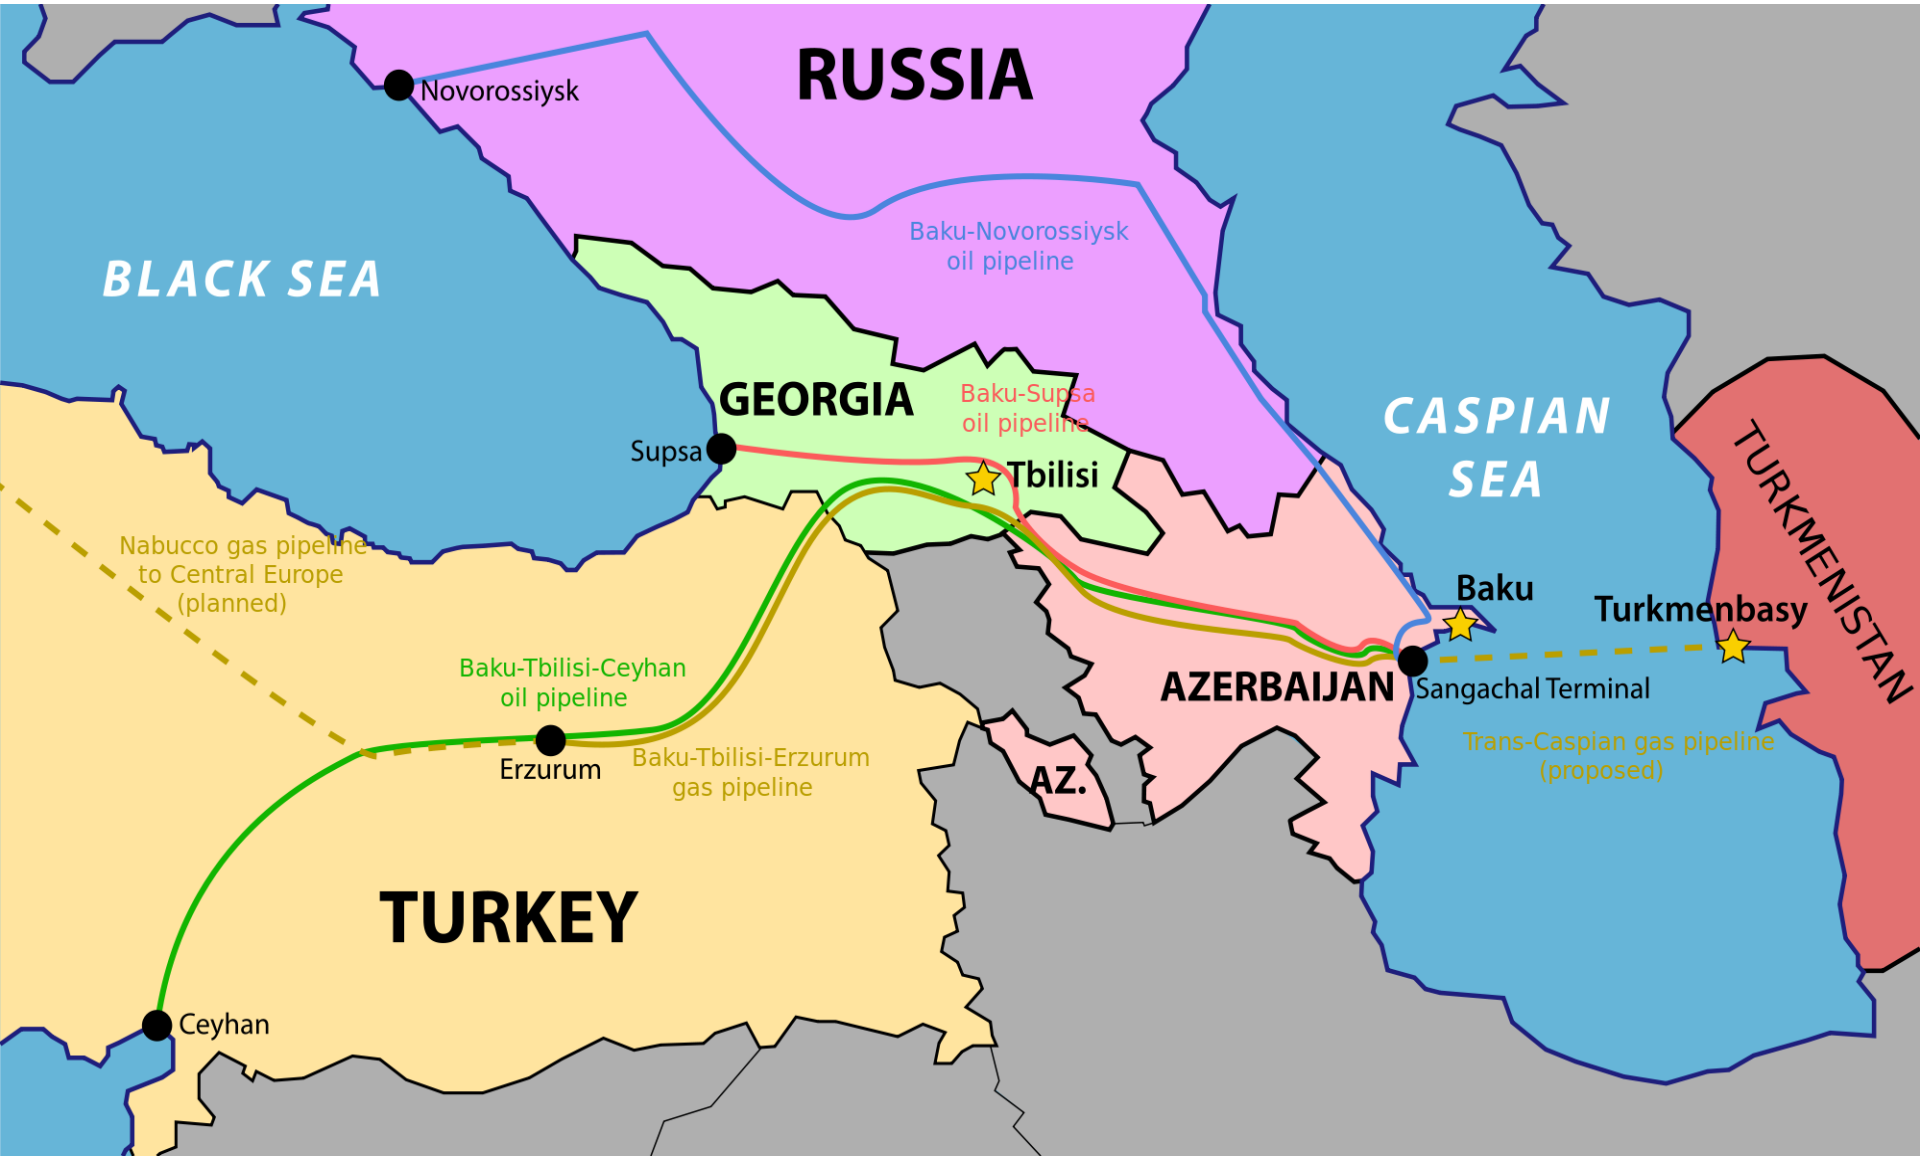 RUSSIA
Novorossiysk
Baku-Novorossiysk
oil pipeline
BLACK SEA
GEORGIA
Baku-Supsa
oil pipeline
CASPIAN
SEA
Supsa
Tbilisi
TURKMENISTAN
Nabucco gas pipeline
to Central Europe
(planned)
Baku
Turkmenbasy
Baku-Tbilisi-Ceyhan
oil pipeline
AZERBAIJAN
Sangachal Terminal
Erzurum
Baku-Tbilisi-Erzurum
gas pipeline
Trans-Caspian gas pipeline
(proposed)
AZ.
TURKEY
Ceyhan